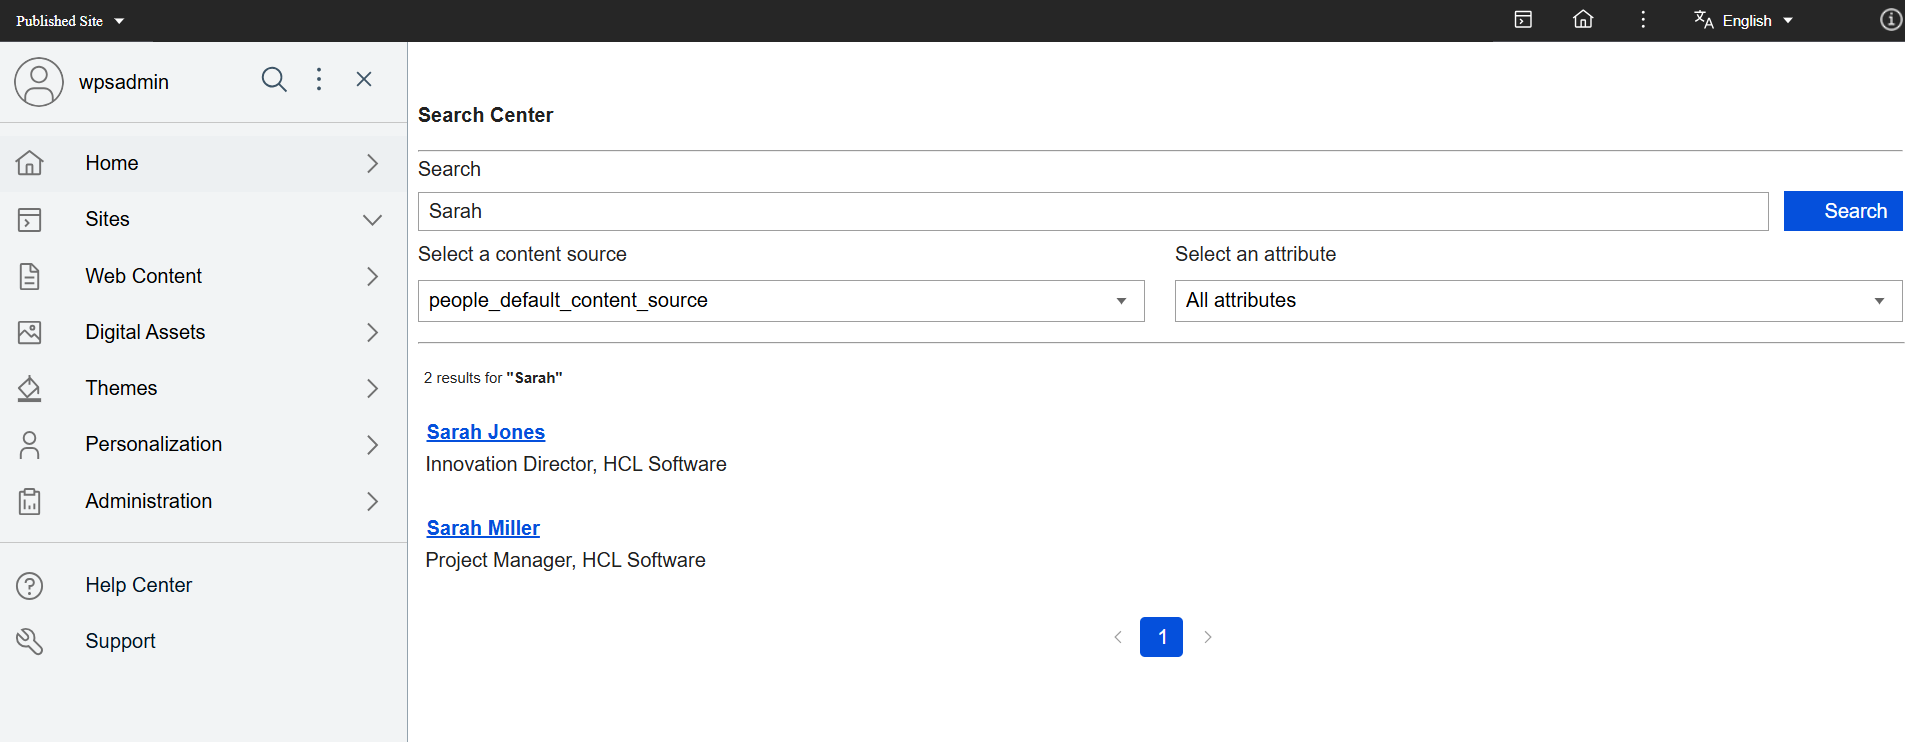 Published Site
English
wpsadmin
Home
Sites
Web Content
Digital Assets
Themes
Personalization
Administration
Help Center
Support
Search Center
Search
Sarah
Search
Select a content source
Select an attribute
people_default_content_source
All attributes
2 results for "Sarah"
Sarah Jones
Innovation Director, HCL Software
Sarah Miller
Project Manager, HCL Software
1